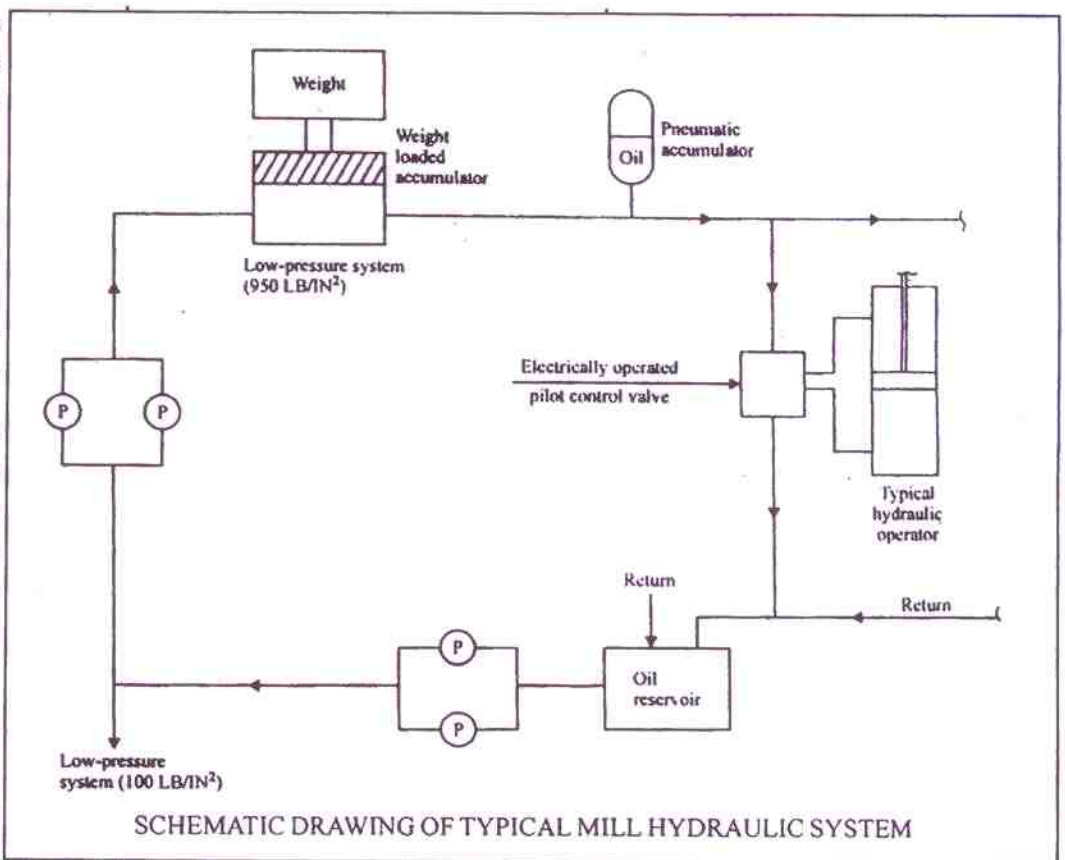 Weight
Weight
loaded
accumulator
Oil
Pneumatic
accumulator
Low-pressure system
(950 LB/IN²)
P
P
Electrically operated
pilot control valve
Typical
hydraulic
operator
Return
Return
P
Oil
reservoir
P
Low-pressure
system (100 LB/IN²)
SCHEMATIC DRAWING OF TYPICAL MILL HYDRAULIC SYSTEM